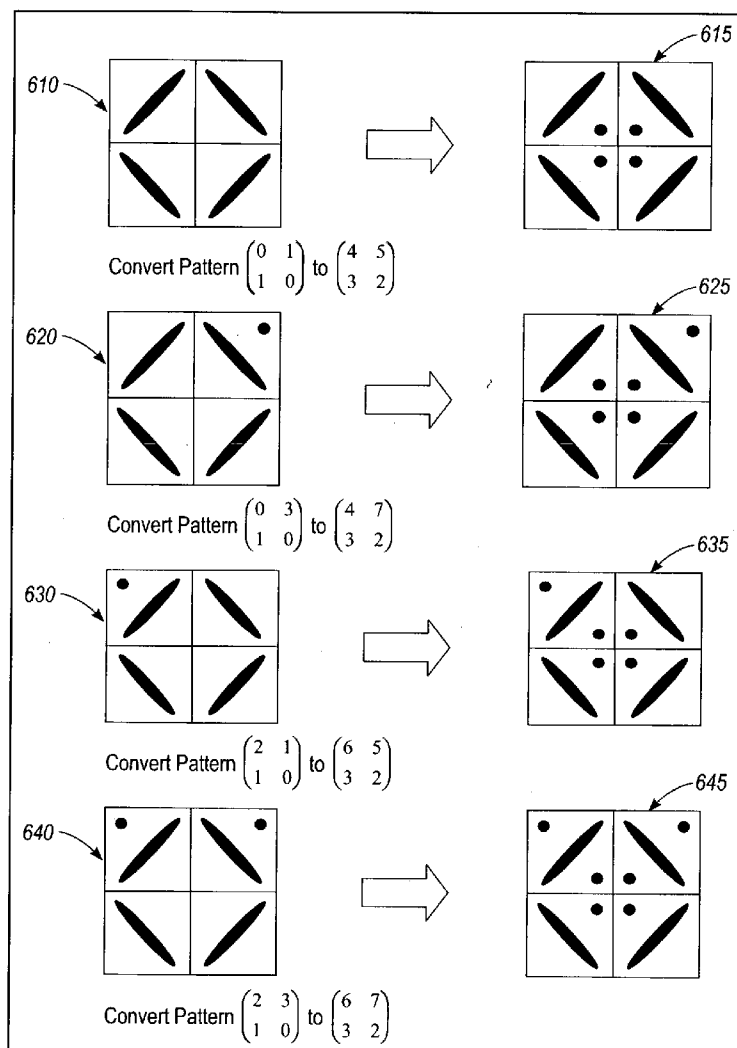 610
615
Convert Pattern (0 1
1 0) to (4 5
3 2)
620
625
Convert Pattern (0 3
1 0) to (4 7
3 2)
630
635
Convert Pattern (2 1
1 0) to (6 5
3 2)
640
645
Convert Pattern (2 3
1 0) to (6 7
3 2)